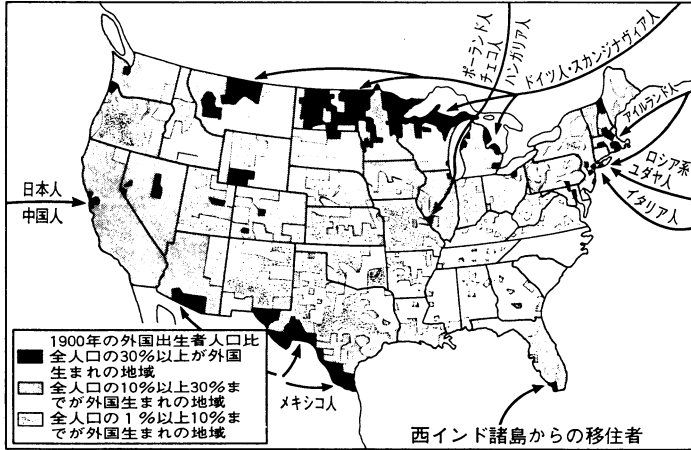 ポーランド人
チェコ人
ハンガリア人
ドイツ人・スカンジナヴィア人
アイルランド人
ロシア系
ユダヤ人
イタリア人
日本人
中国人
1900年の外国出生者人口比
全人口の30%以上が外国
生まれの地域
全人口の10%以上30%ま
でが外国生まれの地域
全人口の1%以上10%ま
でが外国生まれの地域
メキシコ人
西インド諸島からの移住者